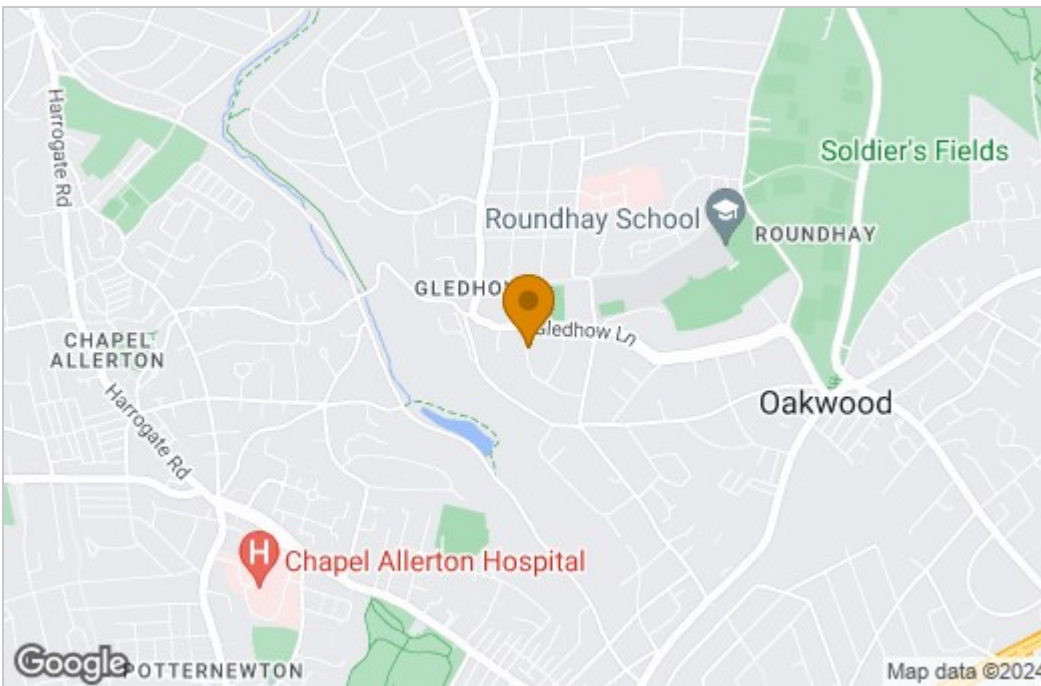 Harrogate Rd
Soldier's Fields
Roundhay School
ROUNDHAY
Gledhow Ln
CHAPEL
ALLERTON
Harrogate Rd
Oakwood
H
Chapel Allerton Hospital
Google
POTTERNEWTON
Map data ©2024